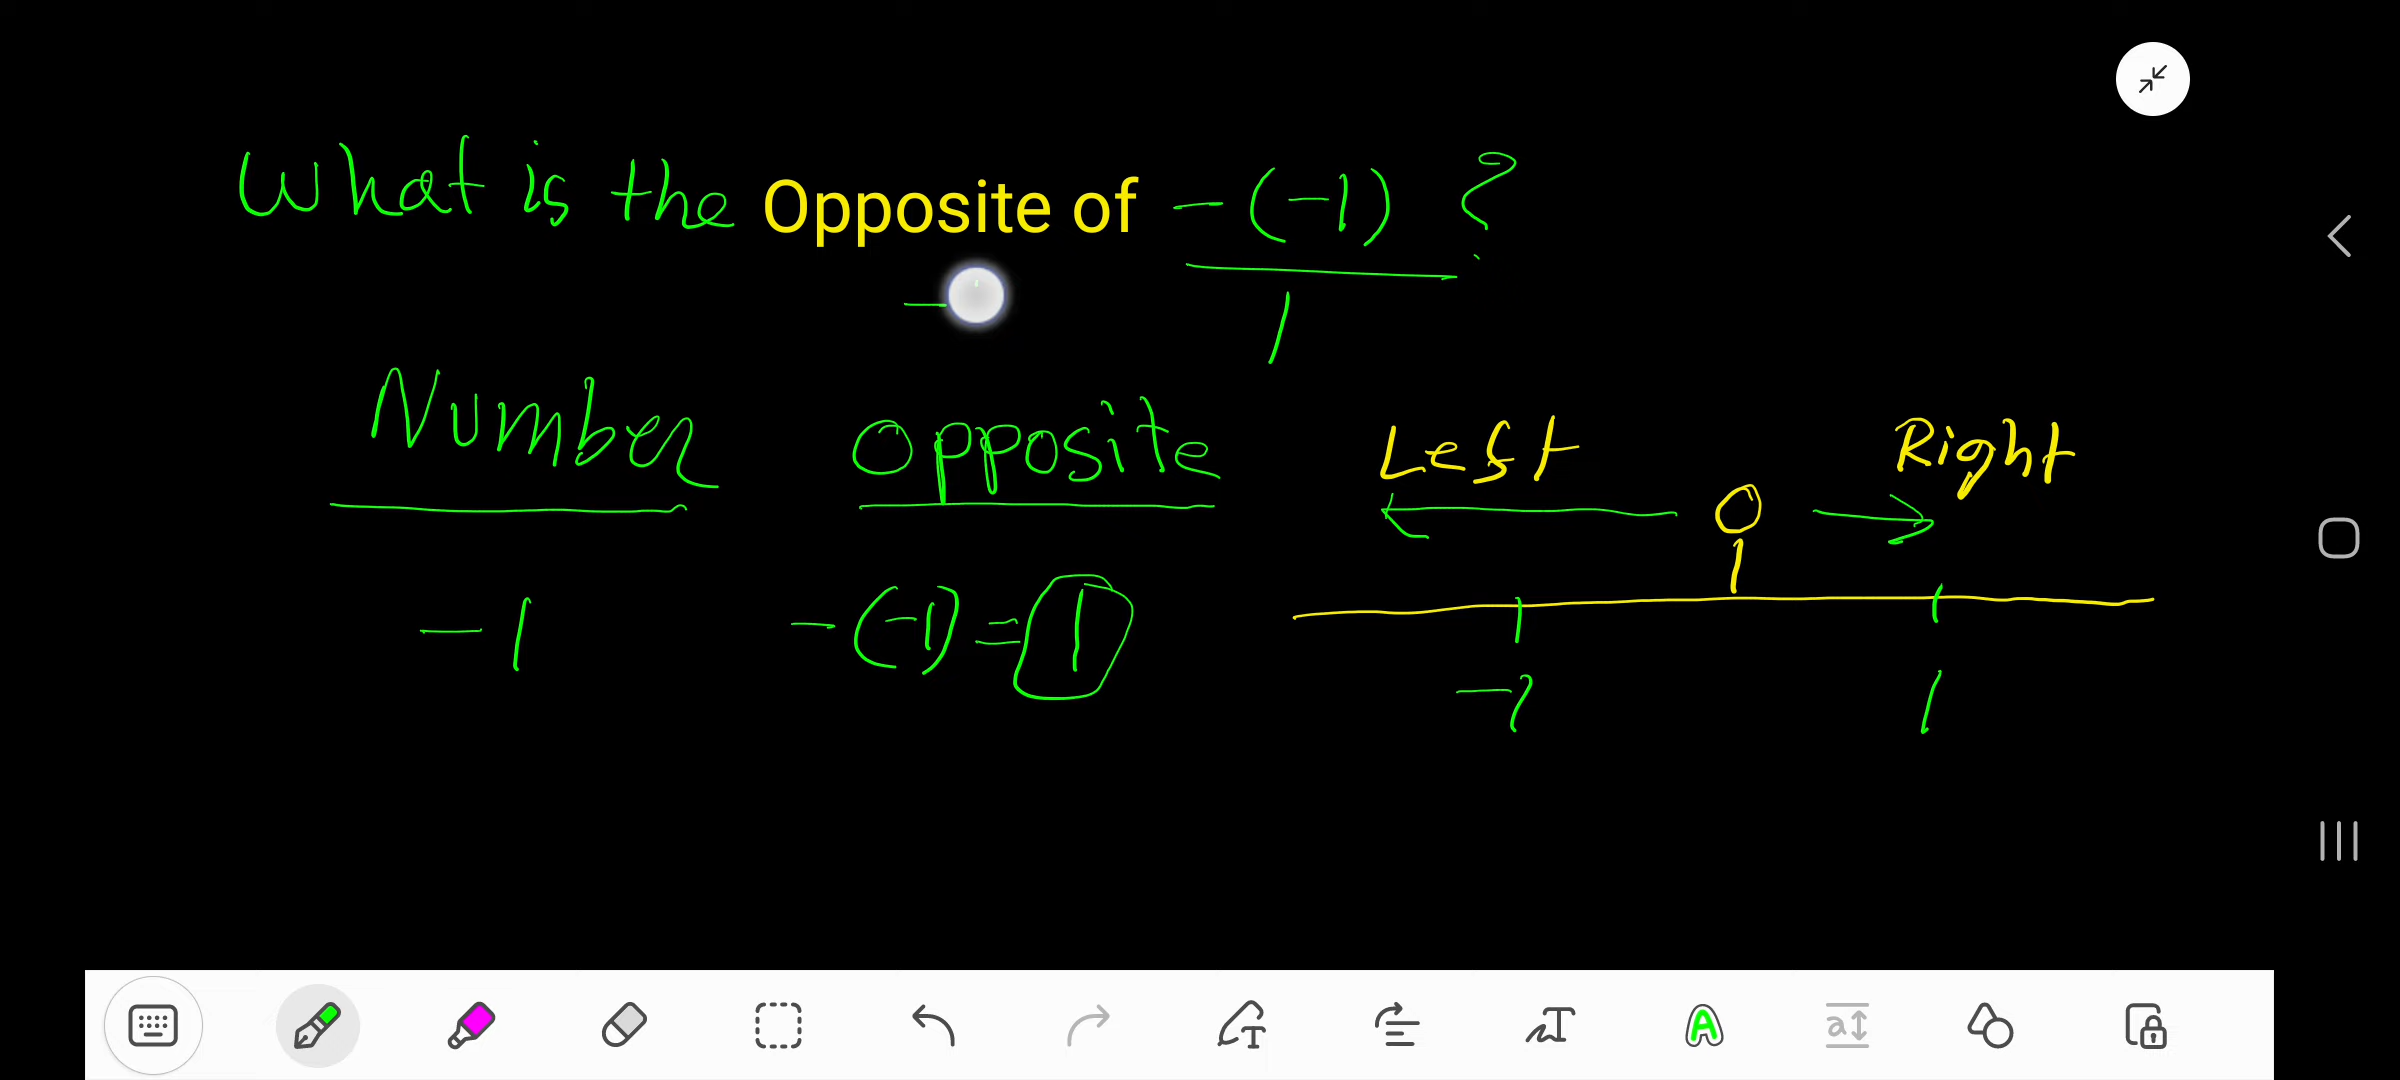 What is the Opposite of -(-1) ?
-
1
Number Opposite Left Right
0
-1 -(-1) = 1
-1 1
T T A a